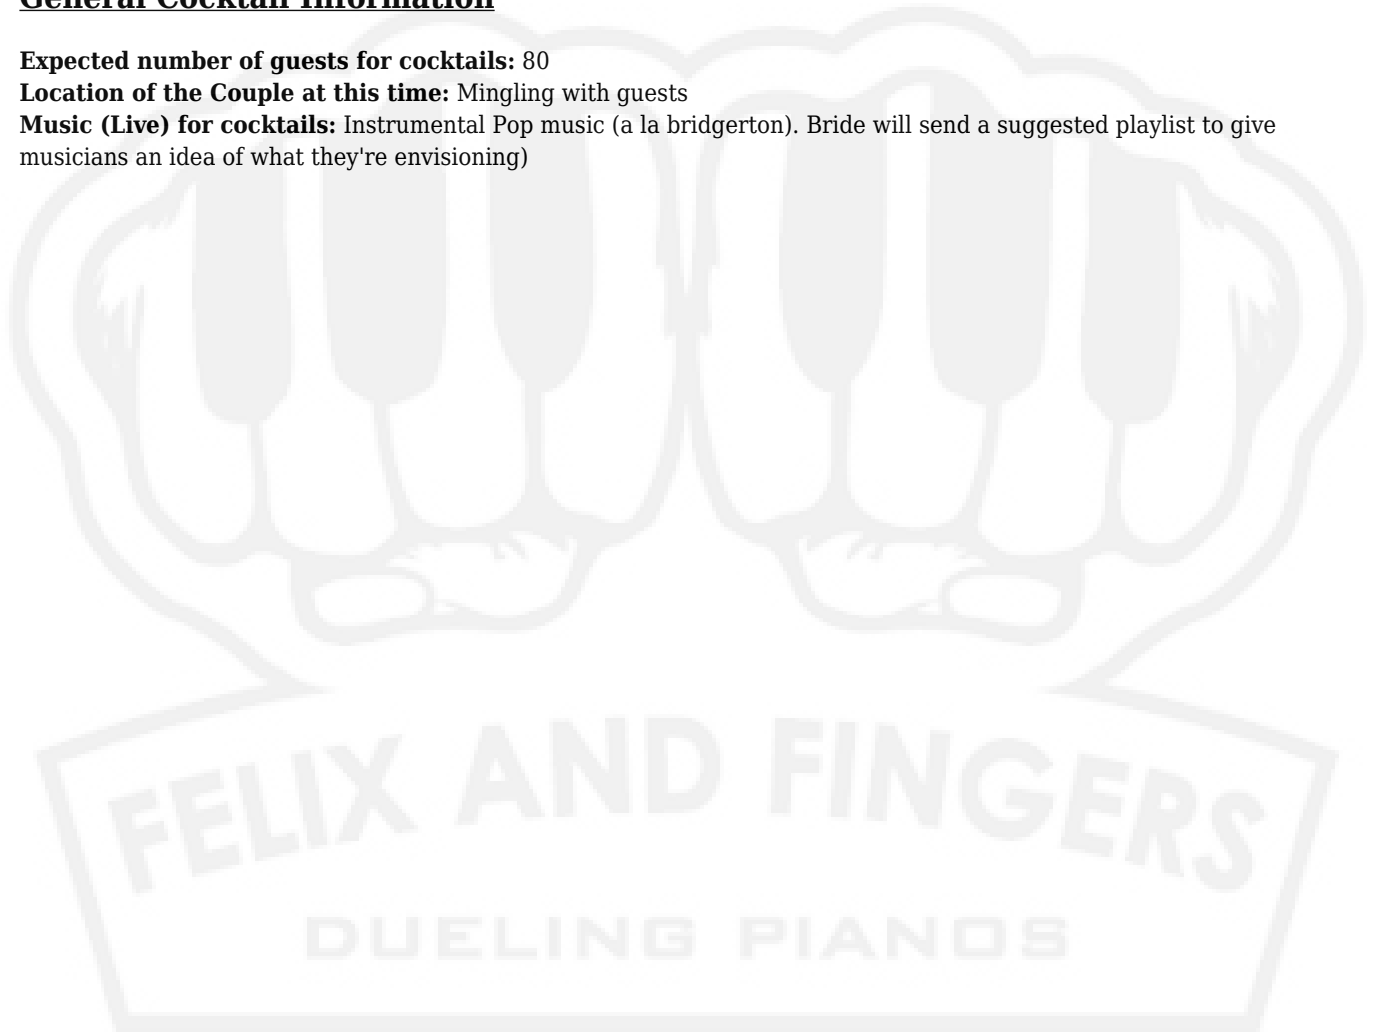 General Cocktail Information
Expected number of guests for cocktails: 80
Location of the Couple at this time: Mingling with guests
Music (Live) for cocktails: Instrumental Pop music (a la bridgerton). Bride will send a suggested playlist to give
musicians an idea of what they're envisioning)
FELIX AND FINGERS
DUELING PIANOS